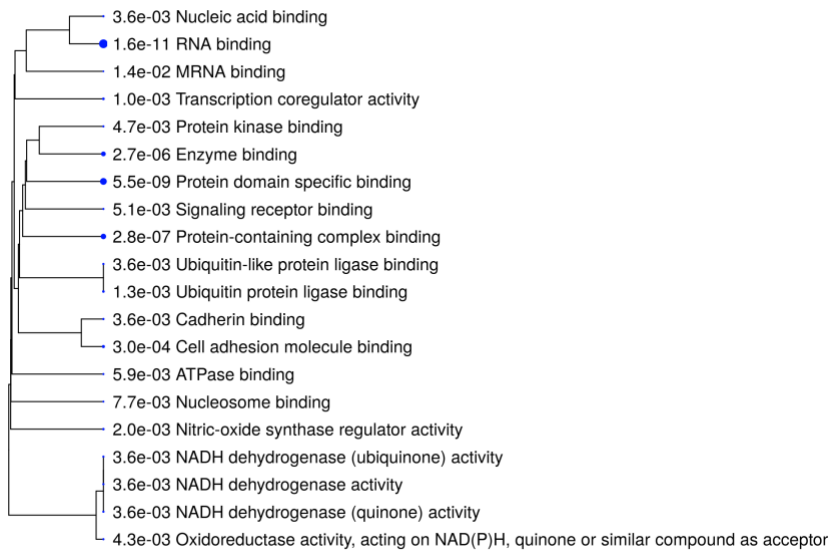 3.6e-03 Nucleic acid binding
1.6e-11 RNA binding
1.4e-02 MRNA binding
1.0e-03 Transcription coregulator activity
4.7e-03 Protein kinase binding
2.7e-06 Enzyme binding
5.5e-09 Protein domain specific binding
5.1e-03 Signaling receptor binding
2.8e-07 Protein-containing complex binding
3.6e-03 Ubiquitin-like protein ligase binding
1.3e-03 Ubiquitin protein ligase binding
3.6e-03 Cadherin binding
3.0e-04 Cell adhesion molecule binding
5.9e-03 ATPase binding
7.7e-03 Nucleosome binding
2.0e-03 Nitric-oxide synthase regulator activity
3.6e-03 NADH dehydrogenase (ubiquinone) activity
3.6e-03 NADH dehydrogenase activity
3.6e-03 NADH dehydrogenase (quinone) activity
4.3e-03 Oxidoreductase activity, acting on NAD(P)H, quinone or similar compound as acceptor